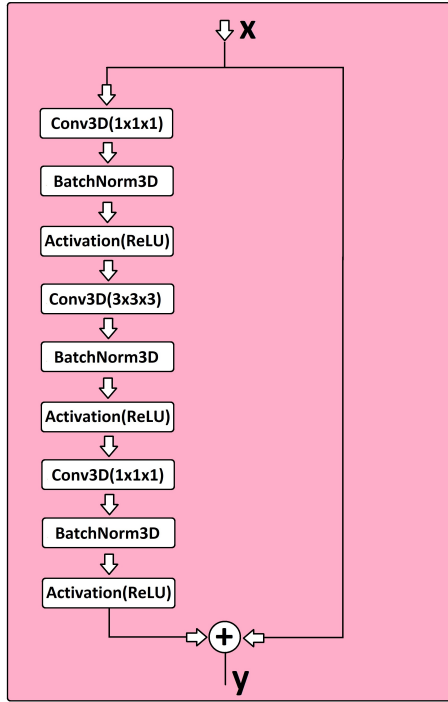 x
Conv3D(1x1x1)
BatchNorm3D
Activation(ReLU)
Conv3D(3x3x3)
BatchNorm3D
Activation(ReLU)
Conv3D(1x1x1)
BatchNorm3D
Activation(ReLU)
+
y